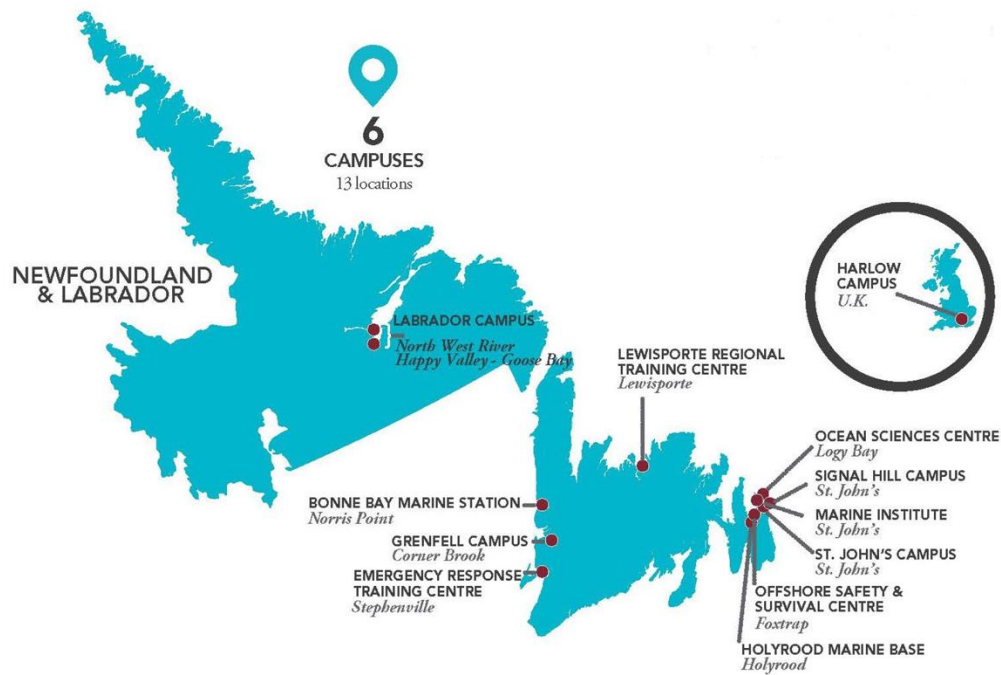 6
CAMPUSES
13 locations
NEWFOUNDLAND
& LABRADOR
HARLOW
CAMPUS
U.K.
LABRADOR CAMPUS
North West River
Happy Valley - Goose Bay
LEWISPORTE REGIONAL
TRAINING CENTRE
Lewisporte
OCEAN SCIENCES CENTRE
Logy Bay
SIGNAL HILL CAMPUS
St. John's
MARINE INSTITUTE
St. John's
ST. JOHN'S CAMPUS
St. John's
BONNE BAY MARINE STATION
Norris Point
GRENFELL CAMPUS
Corner Brook
EMERGENCY RESPONSE
TRAINING CENTRE
Stephenville
OFFSHORE SAFETY &
SURVIVAL CENTRE
Foxtrap
HOLYROOD MARINE BASE
Holyrood